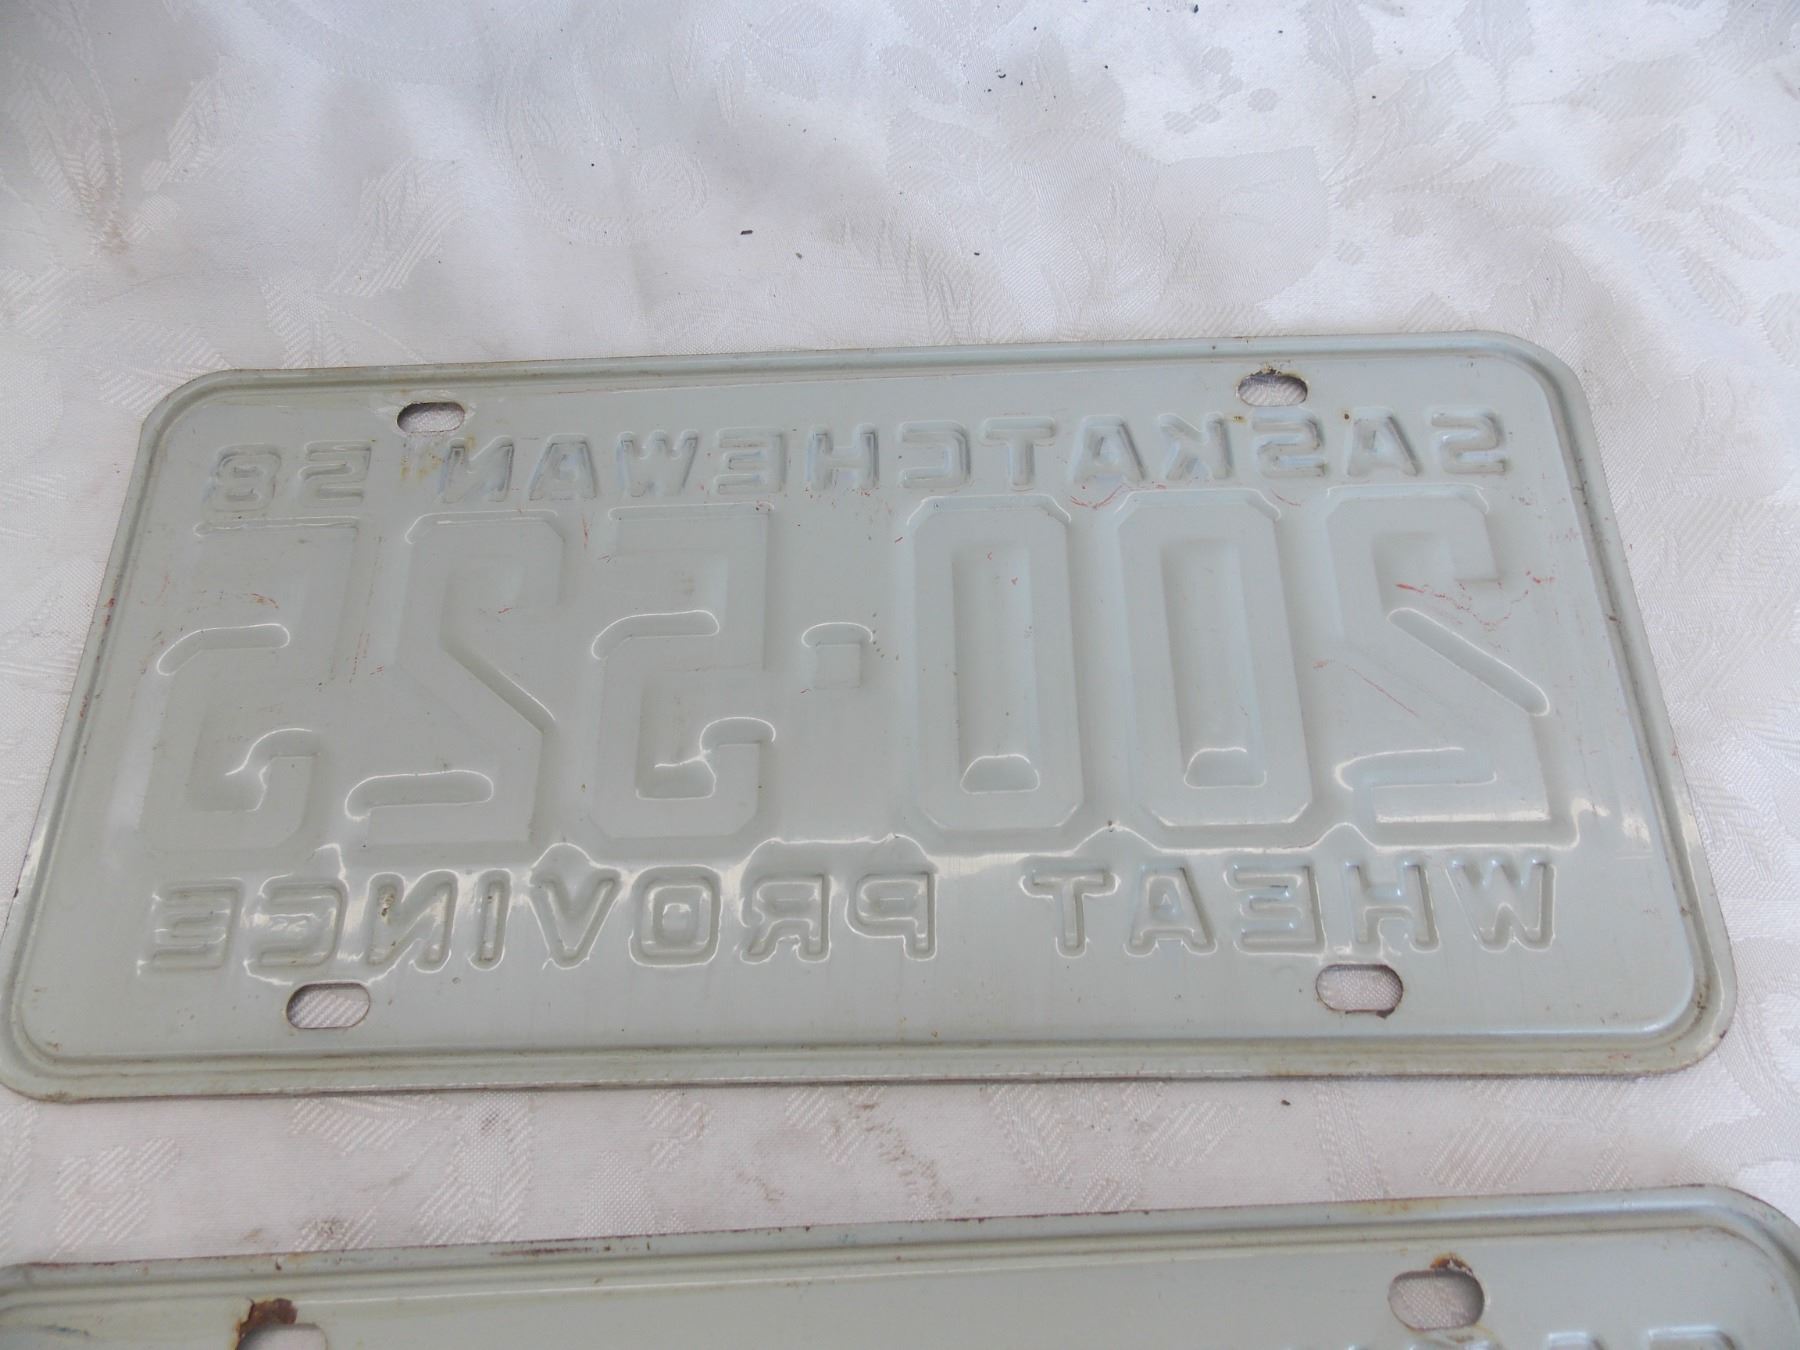 SASKATCHEWAN 58
200·525
WHEAT PROVINCE